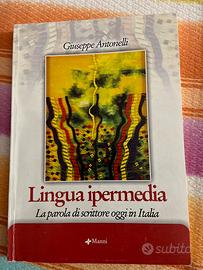 Giuseppe Antonelli
Lingua ipermedia
La parola di scrittore oggi in Italia
Manni
subito